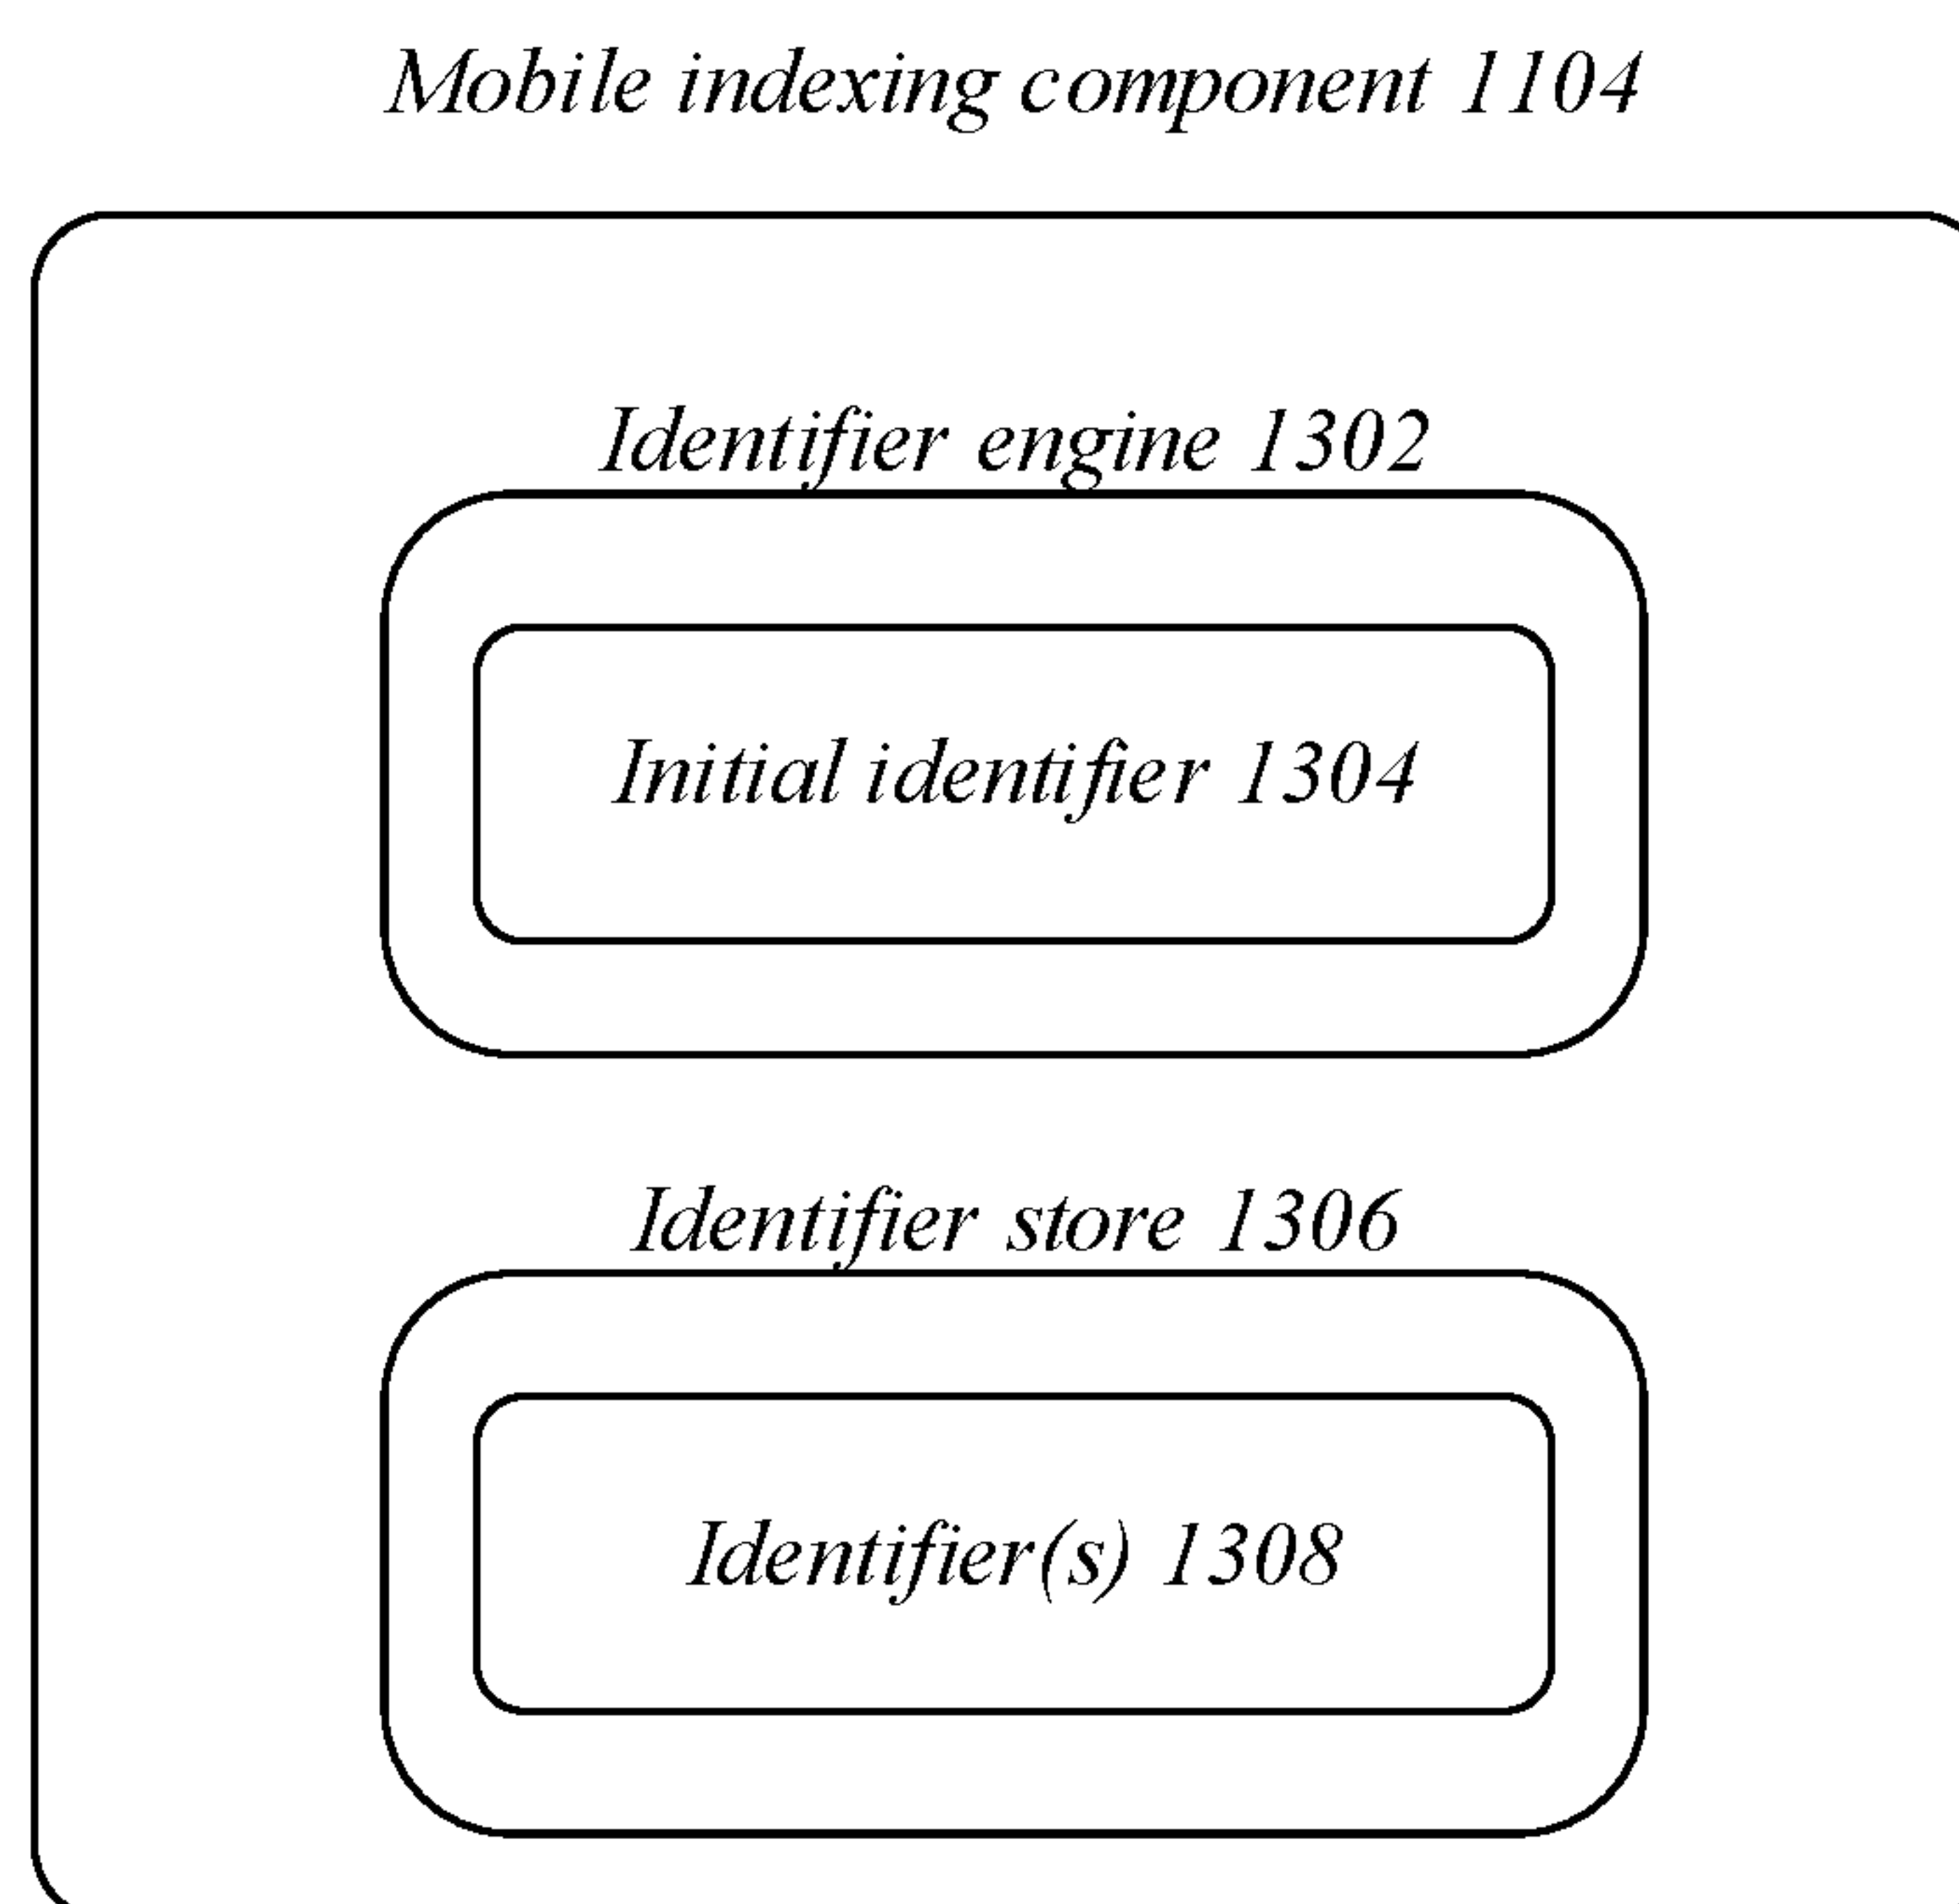 Mobile indexing component 1104
Identifier engine 1302
Initial identifier 1304
Identifier store 1306
Identifier(s) 1308